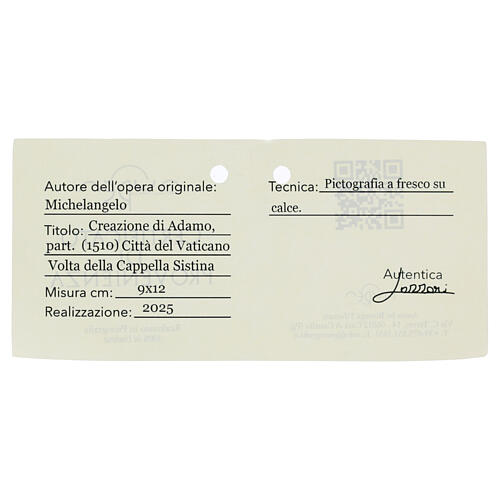 Autore dell'opera originale:
Michelangelo
Titolo: Creazione di Adamo,
part. (1510) Città del Vaticano
Volta della Cappella Sistina
Misura cm: 9x12
Realizzazione: 2025
Tecnica: Pictografia a fresco su
calce.
Autentica